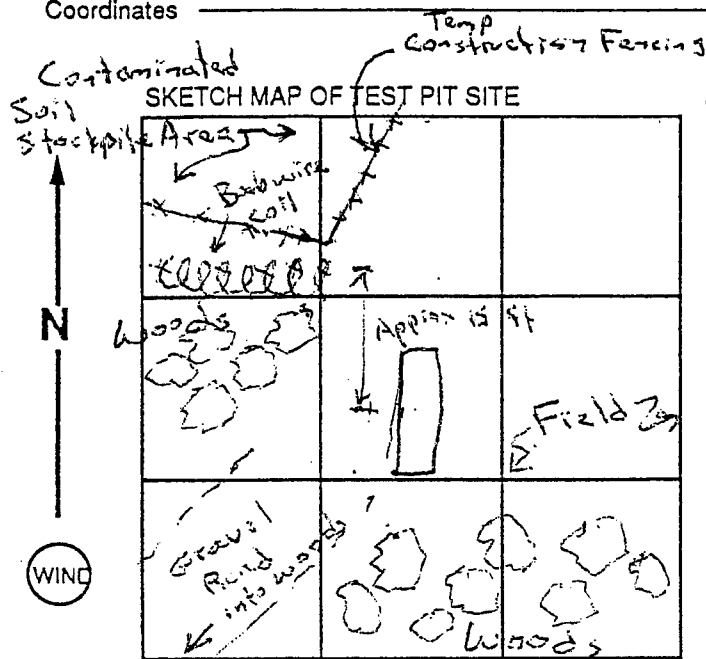 Coordinates
Temp
Construction Fencing
Contaminated
Soil
Stockpile Area
SKETCH MAP OF TEST PIT SITE
Bobwire
coil
N
woods
Approx 15 ft
Field
WIND
Gravel
Road
into woods
Woods